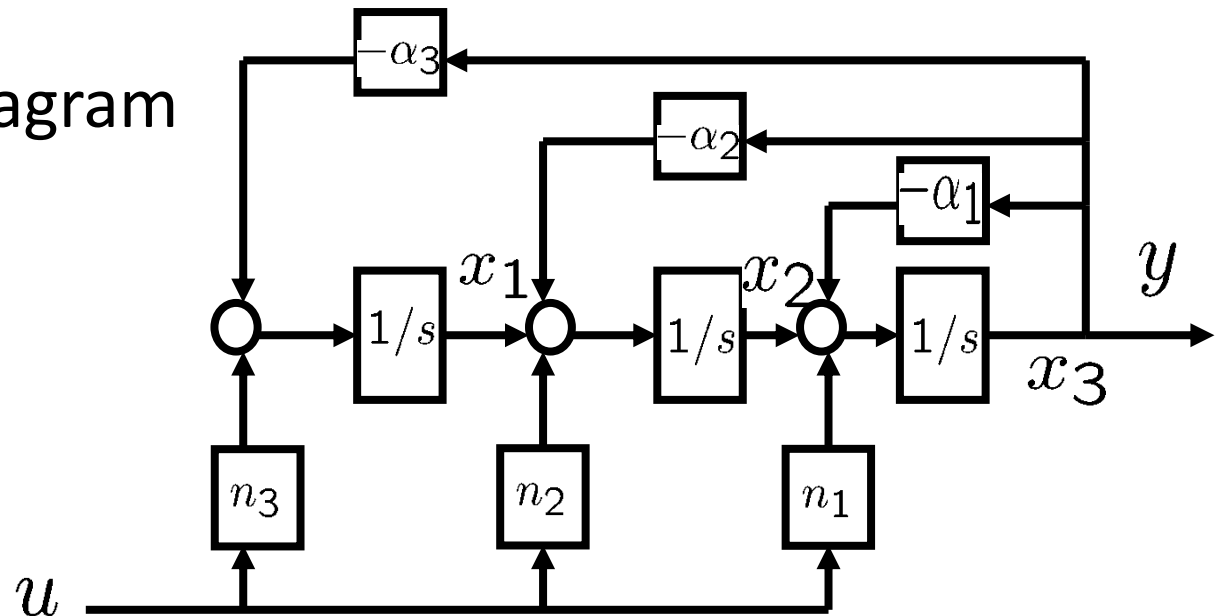 −α₃
agram
−α₂
−α₁
x₁
x₂
y
1/s
1/s
1/s
x₃
n₃
n₂
n₁
u